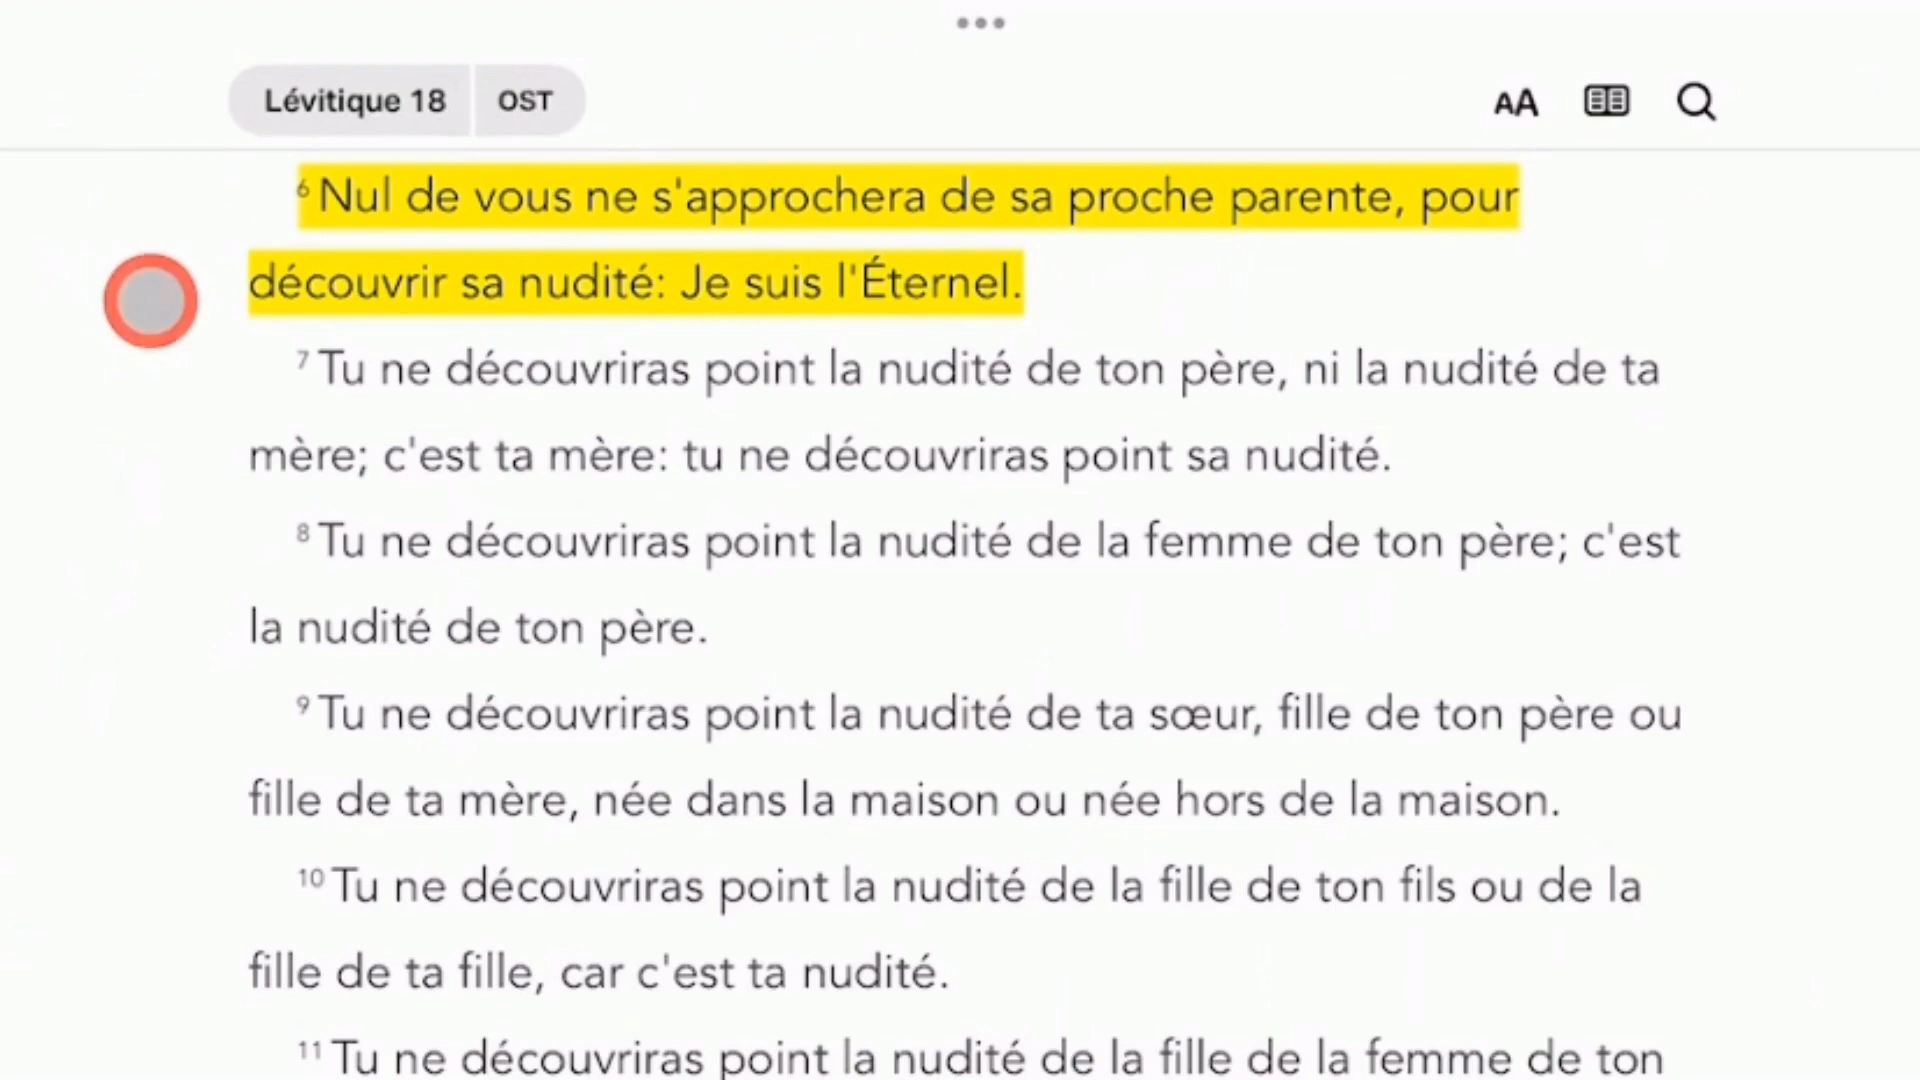 Lévitique 18 OST AA
6 Nul de vous ne s'approchera de sa proche parente, pour
découvrir sa nudité: Je suis l'Éternel.
7 Tu ne découvriras point la nudité de ton père, ni la nudité de ta
mère; c'est ta mère: tu ne découvriras point sa nudité.
8 Tu ne découvriras point la nudité de la femme de ton père; c'est
la nudité de ton père.
9 Tu ne découvriras point la nudité de ta sœur, fille de ton père ou
fille de ta mère, née dans la maison ou née hors de la maison.
10 Tu ne découvriras point la nudité de la fille de ton fils ou de la
fille de ta fille, car c'est ta nudité.
11 Tu ne découvriras point la nudité de la fille de la femme de ton